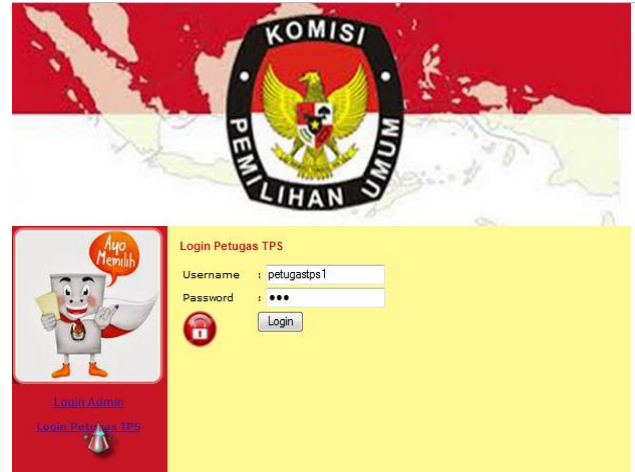 KOMISI
PEMILIHAN UMUM
Ayo
Memilih
Login Petugas TPS
Username : petugastps1
Password : •••
Login
Login Admin
Login Petugas TPS